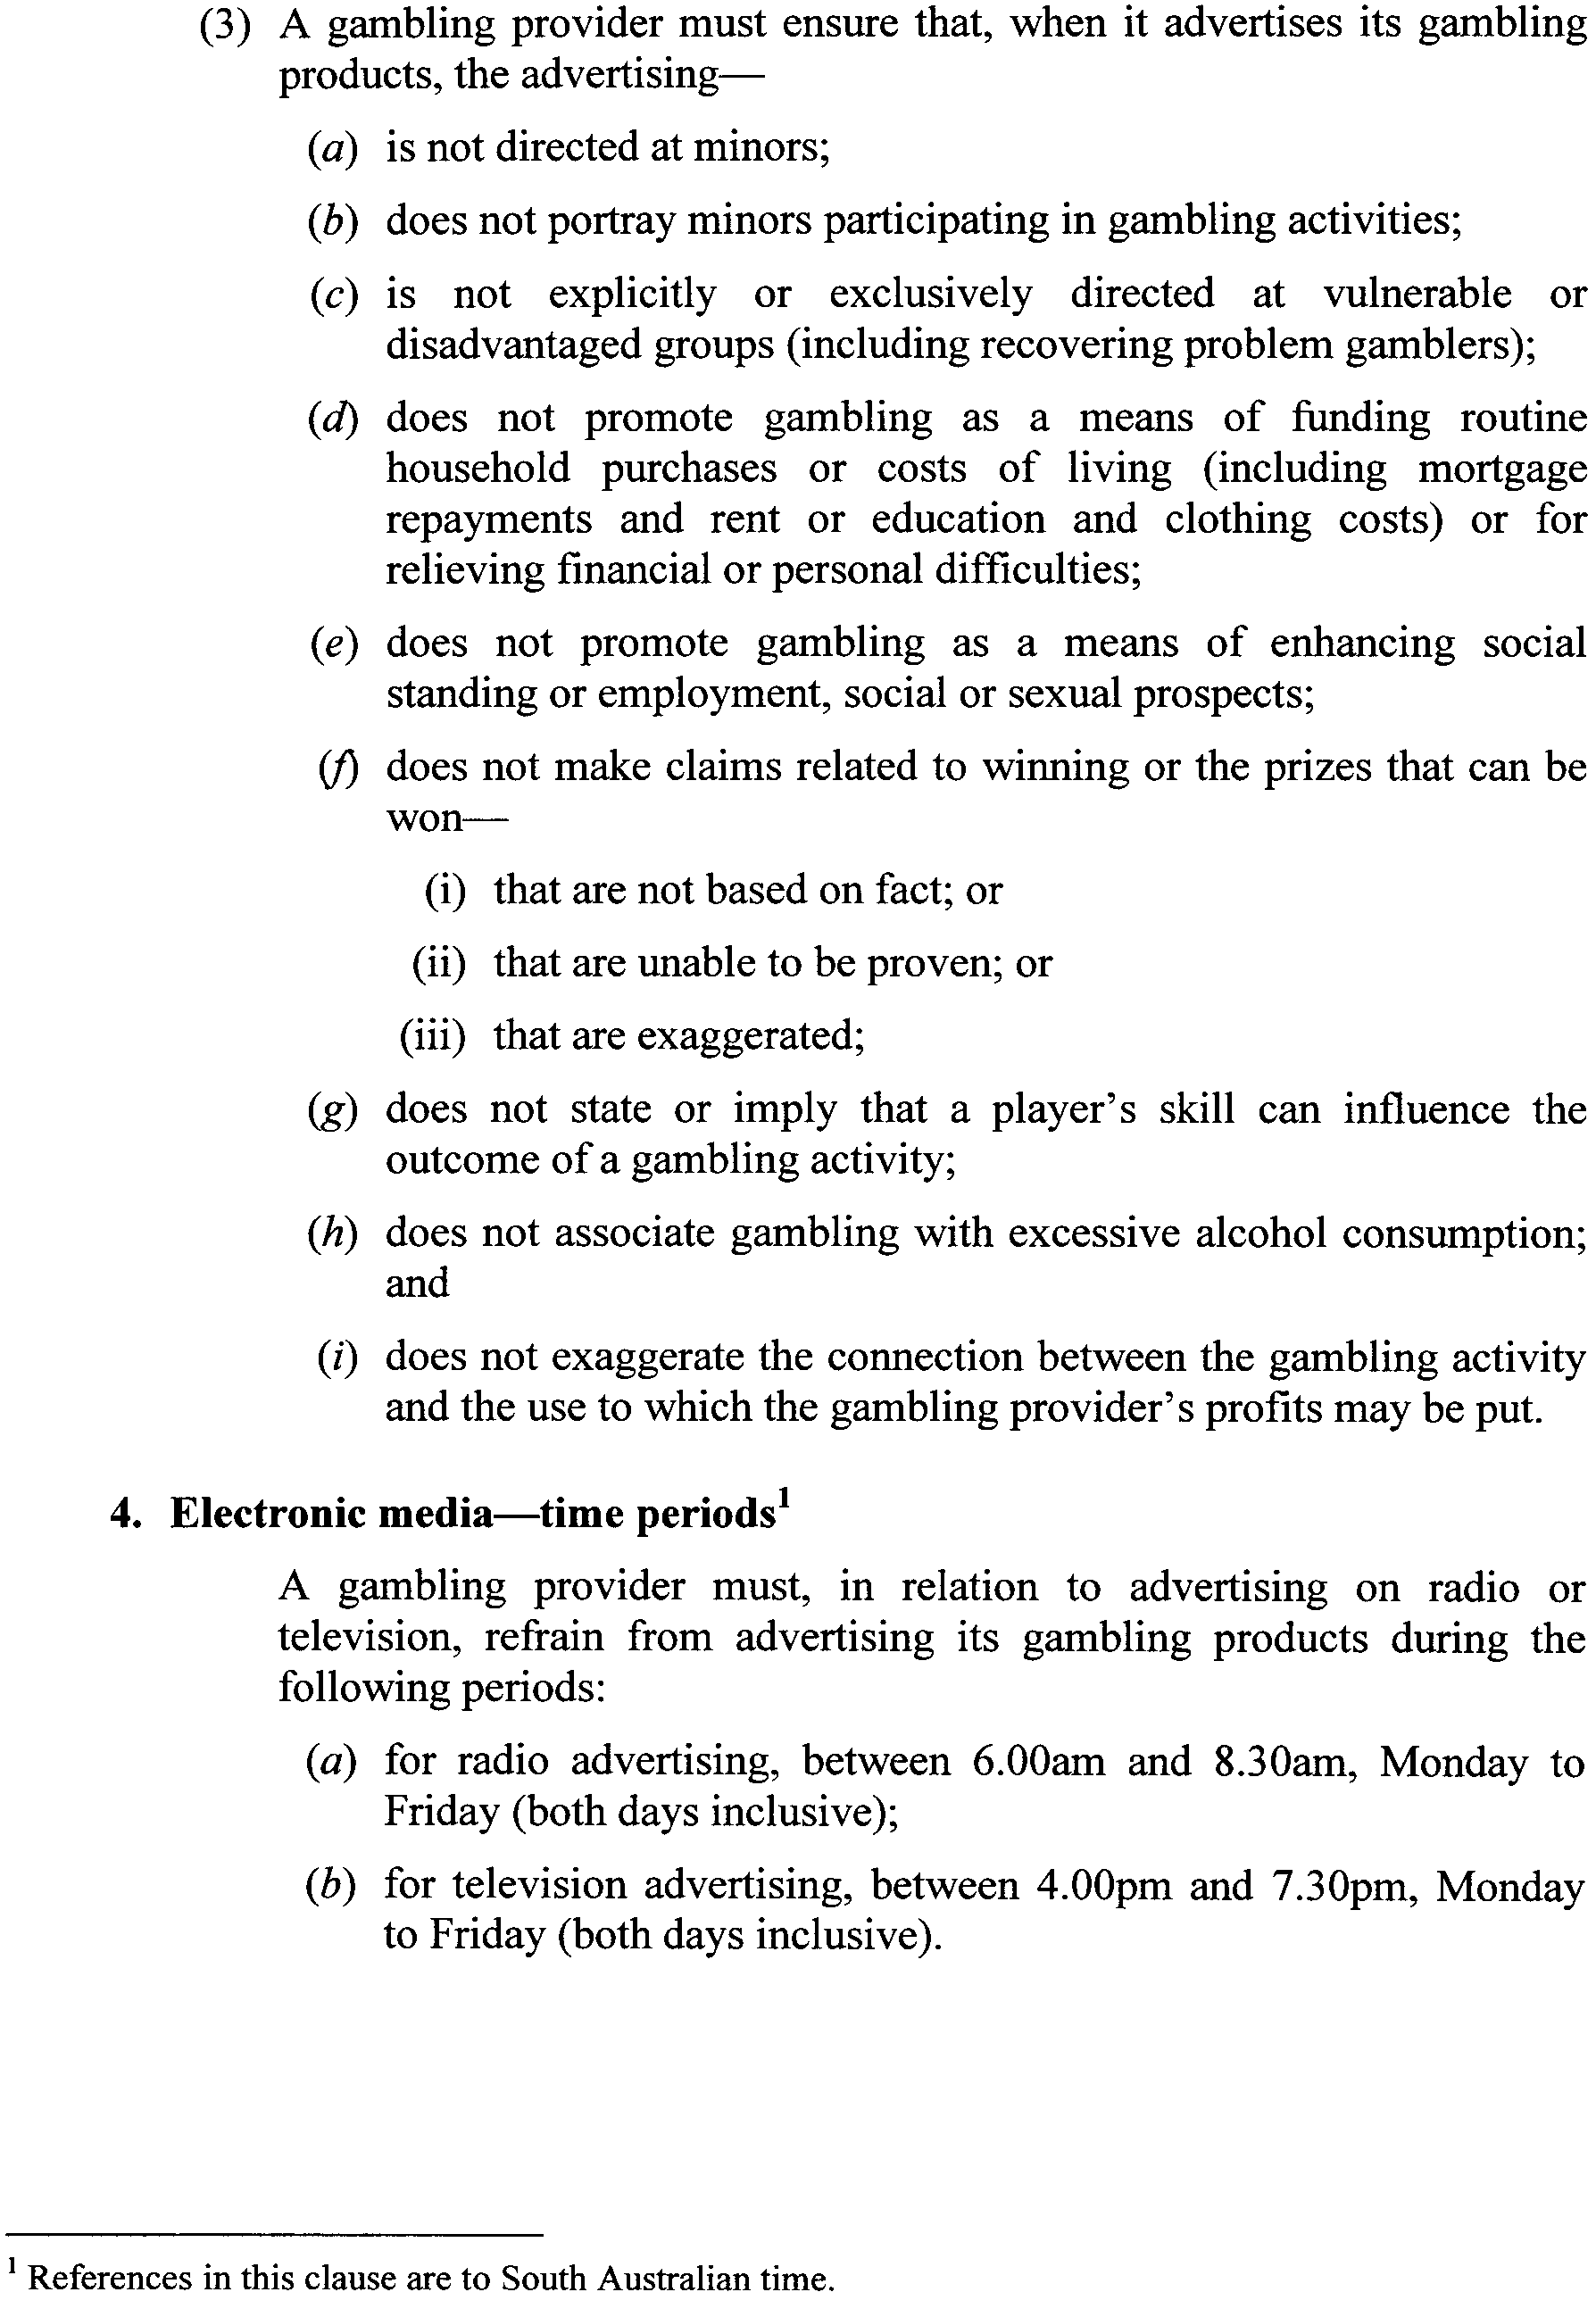 (3) A gambling provider must ensure that, when it advertises its gambling
products, the advertising—
(a) is not directed at minors;
(b) does not portray minors participating in gambling activities;
(c) is not explicitly or exclusively directed at vulnerable or
disadvantaged groups (including recovering problem gamblers);
(d) does not promote gambling as a means of funding routine
household purchases or costs of living (including mortgage
repayments and rent or education and clothing costs) or for
relieving financial or personal difficulties;
(e) does not promote gambling as a means of enhancing social
standing or employment, social or sexual prospects;
(f) does not make claims related to winning or the prizes that can be
won—
(i) that are not based on fact; or
(ii) that are unable to be proven; or
(iii) that are exaggerated;
(g) does not state or imply that a player's skill can influence the
outcome of a gambling activity;
(h) does not associate gambling with excessive alcohol consumption;
and
(i) does not exaggerate the connection between the gambling activity
and the use to which the gambling provider's profits may be put.
4. Electronic media—time periods¹
A gambling provider must, in relation to advertising on radio or
television, refrain from advertising its gambling products during the
following periods:
(a) for radio advertising, between 6.00am and 8.30am, Monday to
Friday (both days inclusive);
(b) for television advertising, between 4.00pm and 7.30pm, Monday
to Friday (both days inclusive).
¹ References in this clause are to South Australian time.